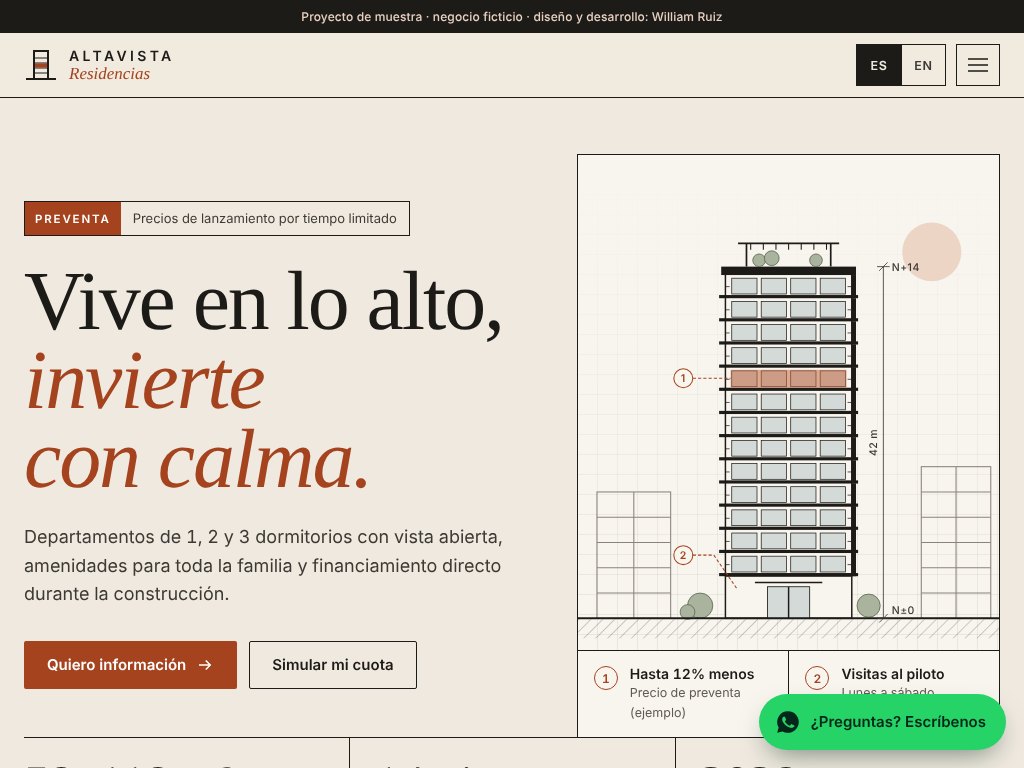 Proyecto de muestra · negocio ficticio · diseño y desarrollo: William Ruiz
ALTAVISTA
Residencias
ES
EN
PREVENTA
Precios de lanzamiento por tiempo limitado
Vive en lo alto,
invierte
con calma.
Departamentos de 1, 2 y 3 dormitorios con vista abierta,
amenidades para toda la familia y financiamiento directo
durante la construcción.
Quiero información →
Simular mi cuota
N+14
1
42 m
2
N±0
1
Hasta 12% menos
Precio de preventa
(ejemplo)
2
Visitas al piloto
Lunes a sábado
¿Preguntas? Escríbenos